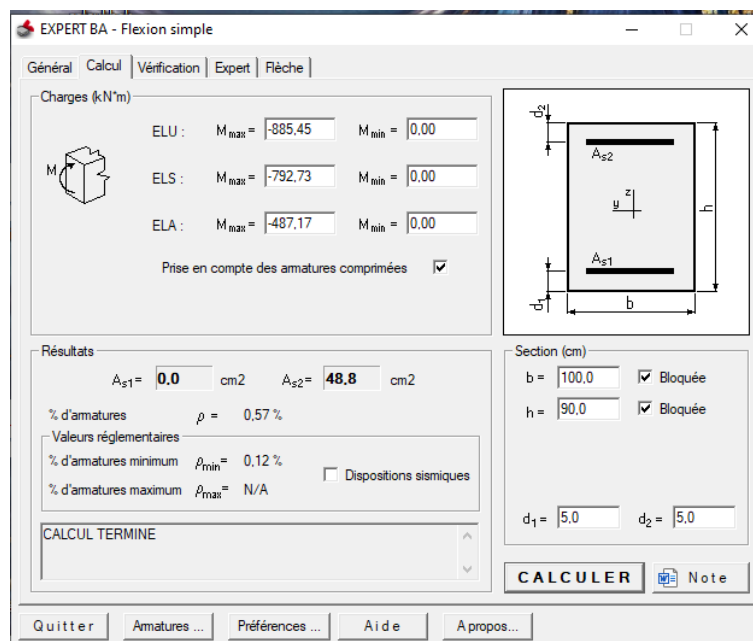 EXPERT BA - Flexion simple
Général Calcul Vérification Expert Flèche
Charges (kN*m)
ELU : Mmax = -885,45 Mmin = 0,00
M
ELS : Mmax = -792,73 Mmin = 0,00
ELA : Mmax = -487,17 Mmin = 0,00
Prise en compte des armatures comprimées
d2
As2
z
y
h
As1
d1
b
Résultats
As1 = 0,0 cm2 As2 = 48,8 cm2
% d'armatures ρ = 0,57 %
Valeurs réglementaires
% d'armatures minimum ρmin = 0,12 %
Dispositions sismiques
% d'armatures maximum ρmax = N/A
CALCUL TERMINE
Section (cm)
b = 100,0 Bloquée
h = 90,0 Bloquée
d1 = 5,0 d2 = 5,0
CALCULER Note
Quitter Armatures ... Préférences ... Aide A propos...